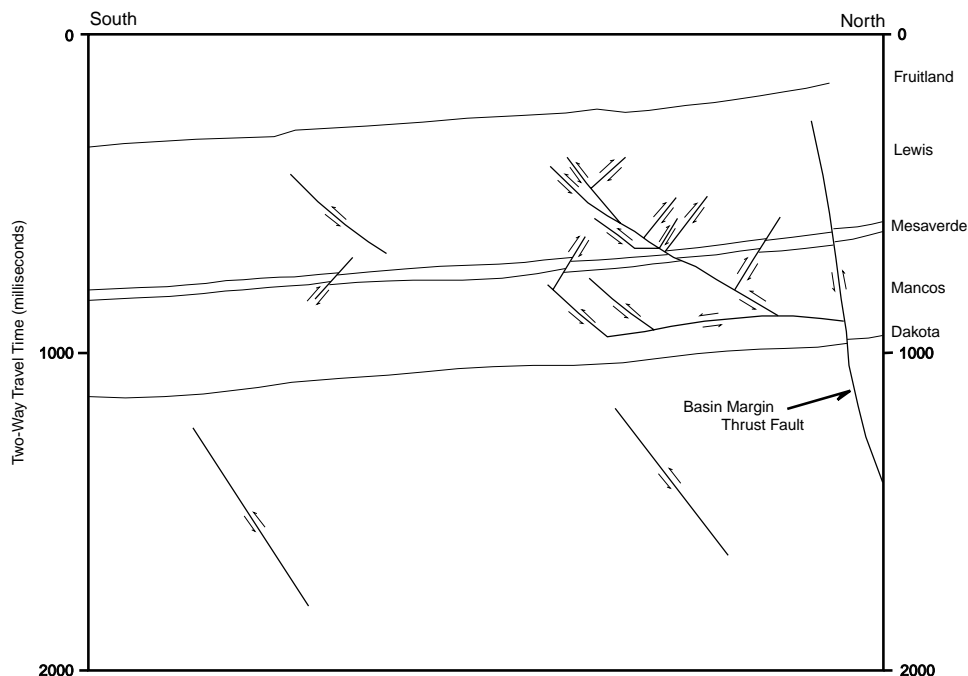 South
North
0
0
Fruitland
Lewis
Mesaverde
Mancos
Dakota
1000
1000
Basin Margin
Thrust Fault
2000
2000
Two-Way Travel Time (milliseconds)